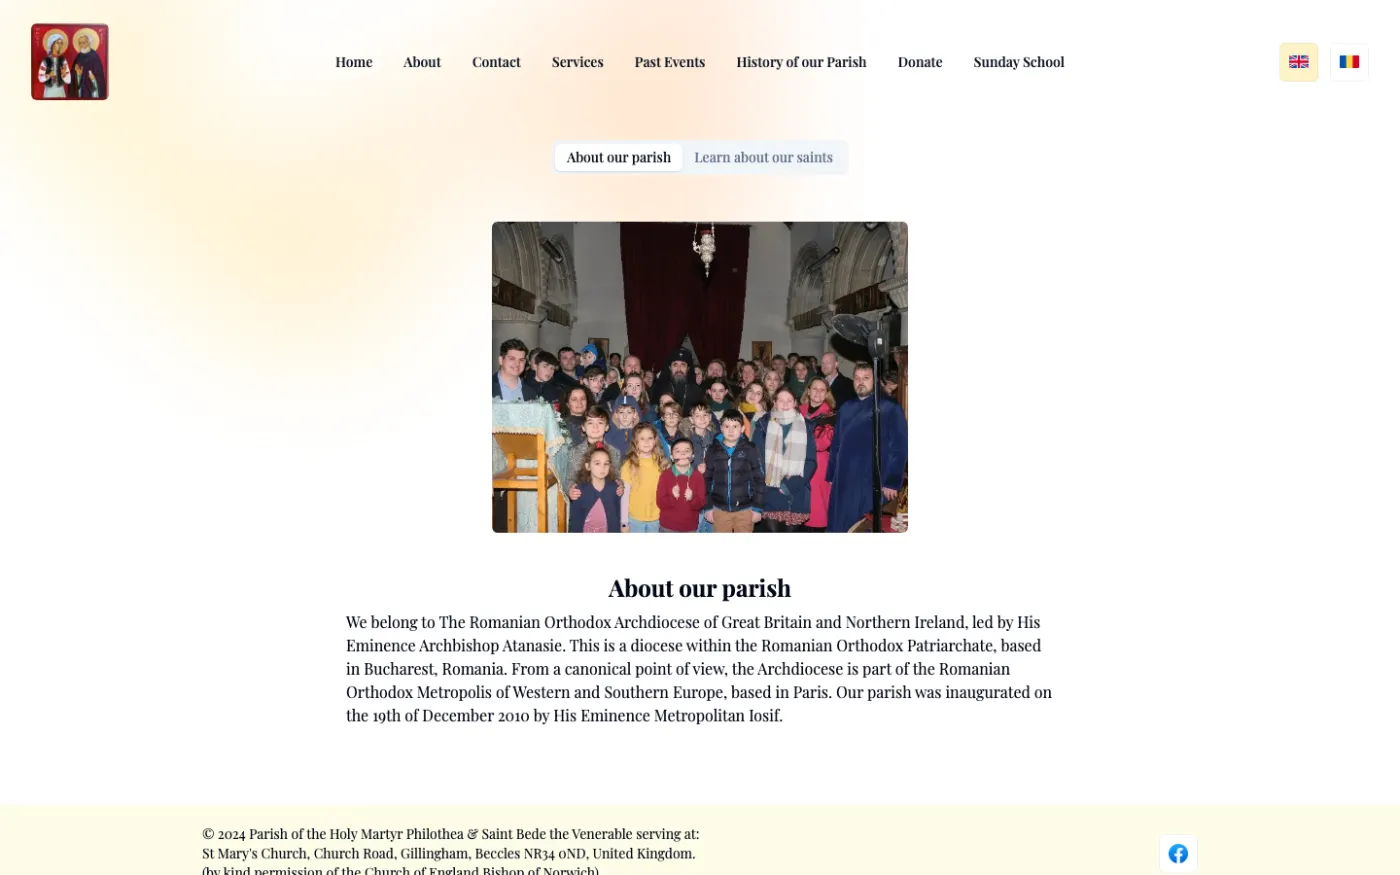 Home About Contact Services Past Events History of our Parish Donate Sunday School
About our parish Learn about our saints
About our parish
We belong to The Romanian Orthodox Archdiocese of Great Britain and Northern Ireland, led by His
Eminence Archbishop Atanasie. This is a diocese within the Romanian Orthodox Patriarchate, based
in Bucharest, Romania. From a canonical point of view, the Archdiocese is part of the Romanian
Orthodox Metropolis of Western and Southern Europe, based in Paris. Our parish was inaugurated on
the 19th of December 2010 by His Eminence Metropolitan Iosif.
© 2024 Parish of the Holy Martyr Philothea & Saint Bede the Venerable serving at:
St Mary's Church, Church Road, Gillingham, Beccles NR34 0ND, United Kingdom.
(by kind permission of the Church of England Bishop of Norwich)